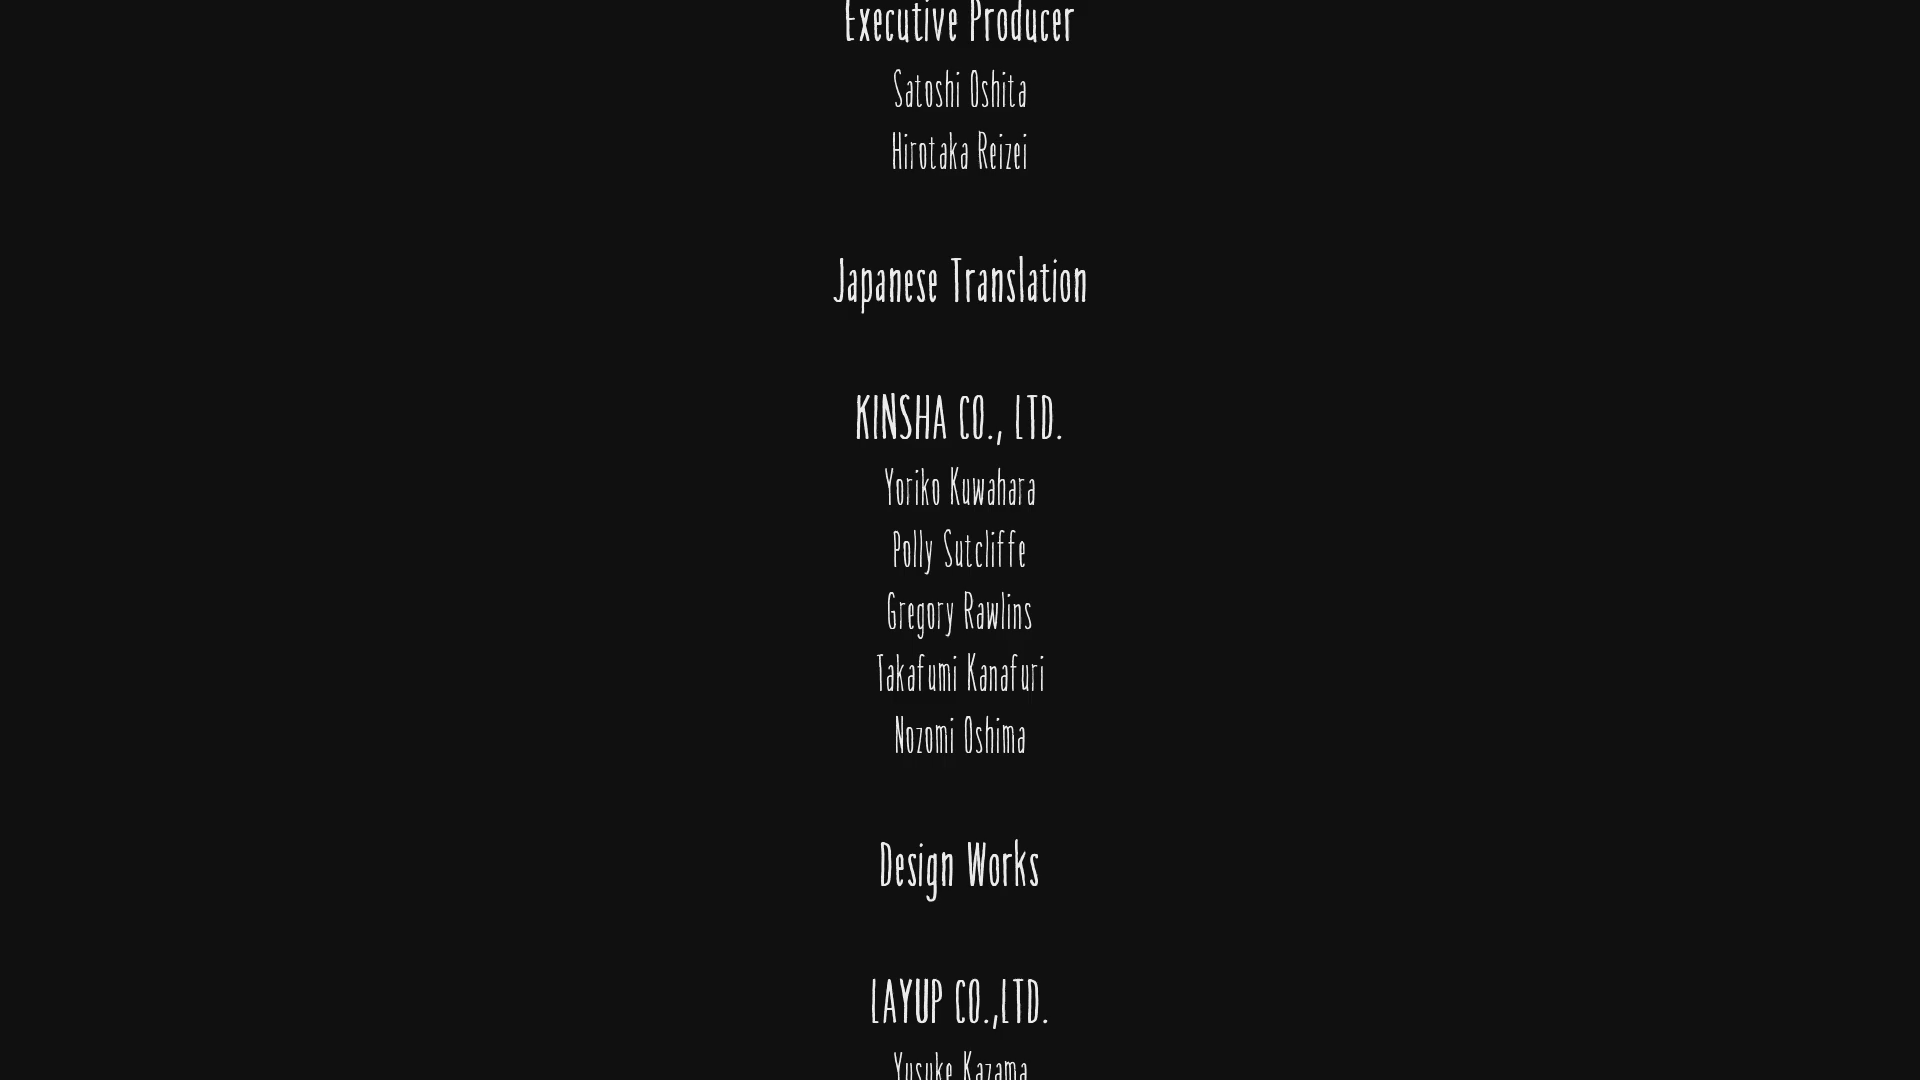 Executive Producer
Satoshi Oshita
Hirotaka Reizei
Japanese Translation
KINSHA CO., LTD.
Yoriko Kuwahara
Polly Sutcliffe
Gregory Rawlins
Takafumi Kanafuri
Nozomi Oshima
Design Works
LAYUP CO.,LTD.
Yusuke Kazama